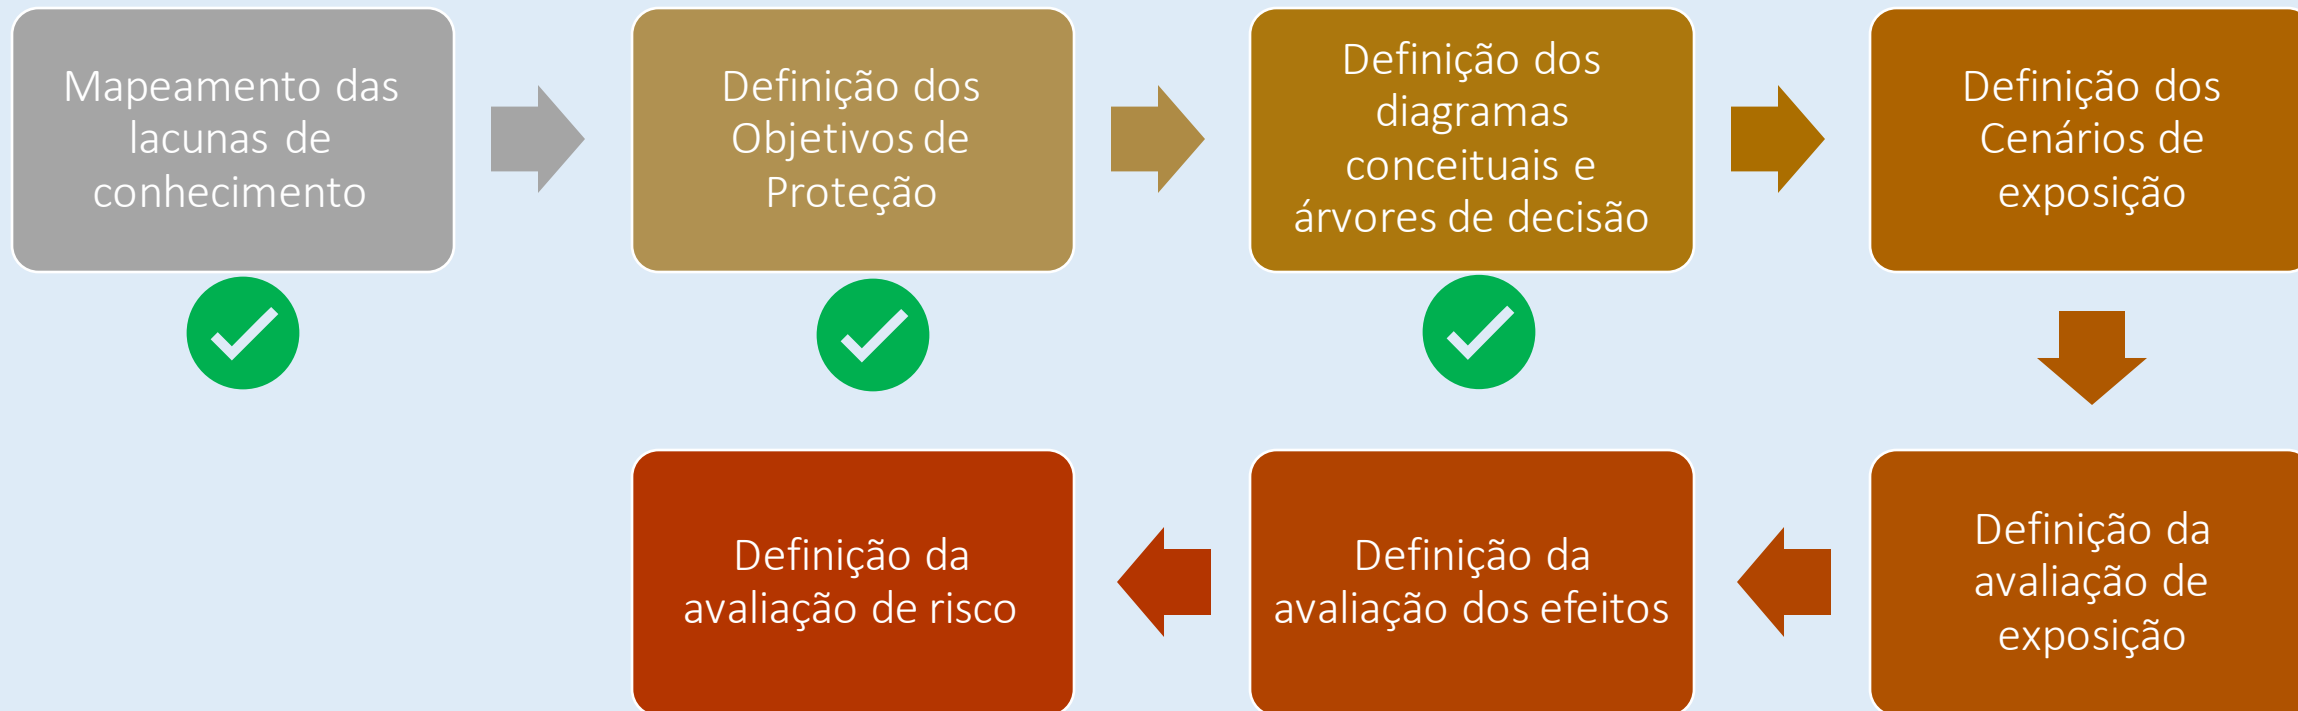 Mapeamento das
lacunas de
conhecimento
Definição dos
Objetivos de
Proteção
Definição dos
diagramas
conceituais e
árvores de decisão
Definição dos
Cenários de
exposição
Definição da
avaliação de
exposição
Definição da
avaliação dos efeitos
Definição da
avaliação de risco